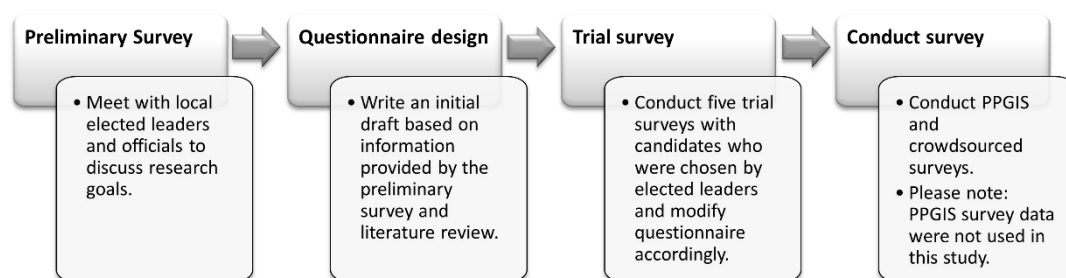 Preliminary Survey
• Meet with local
elected leaders
and officials to
discuss research
goals.
Questionnaire design
• Write an initial
draft based on
information
provided by the
preliminary
survey and
literature review.
Trial survey
• Conduct five trial
surveys with
candidates who
were chosen by
elected leaders
and modify
questionnaire
accordingly.
Conduct survey
• Conduct PPGIS
and
crowdsourced
surveys.
• Please note:
PPGIS survey data
were not used in
this study.